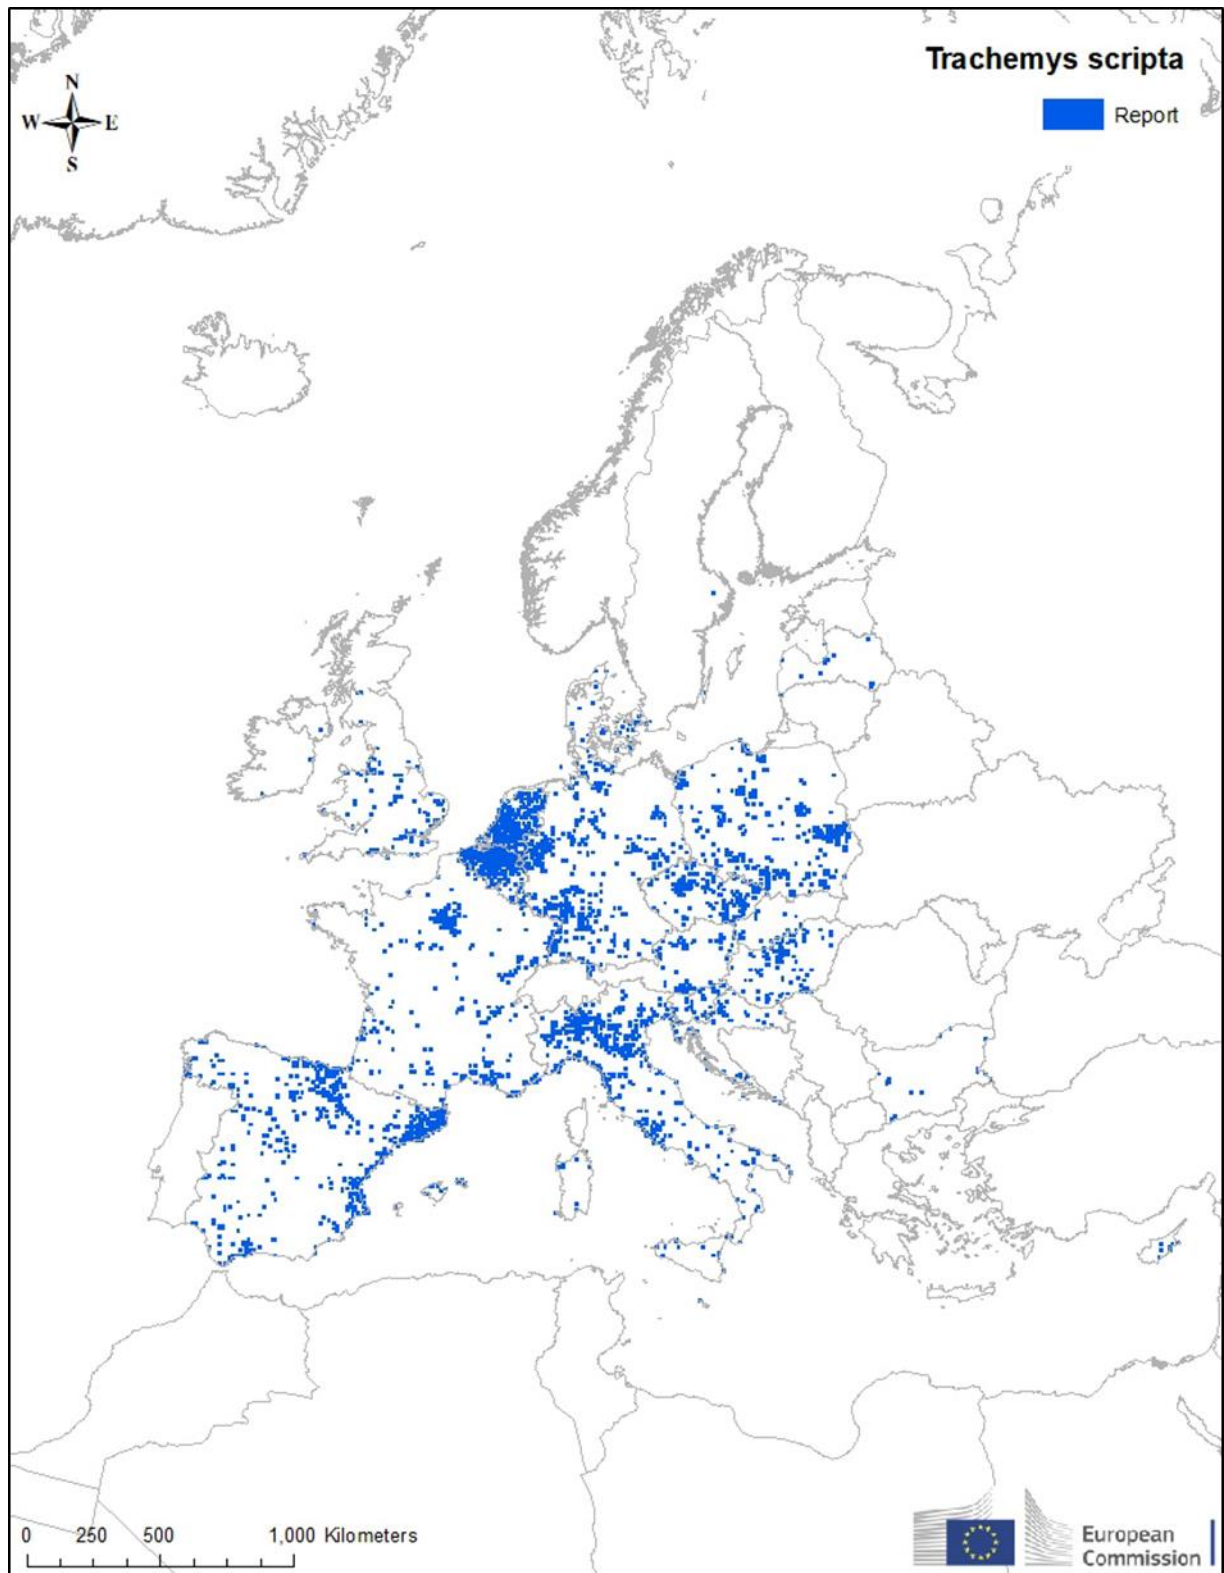 Trachemys scripta
Report
N
W E
S
0 250 500 1,000 Kilometers
European
Commission